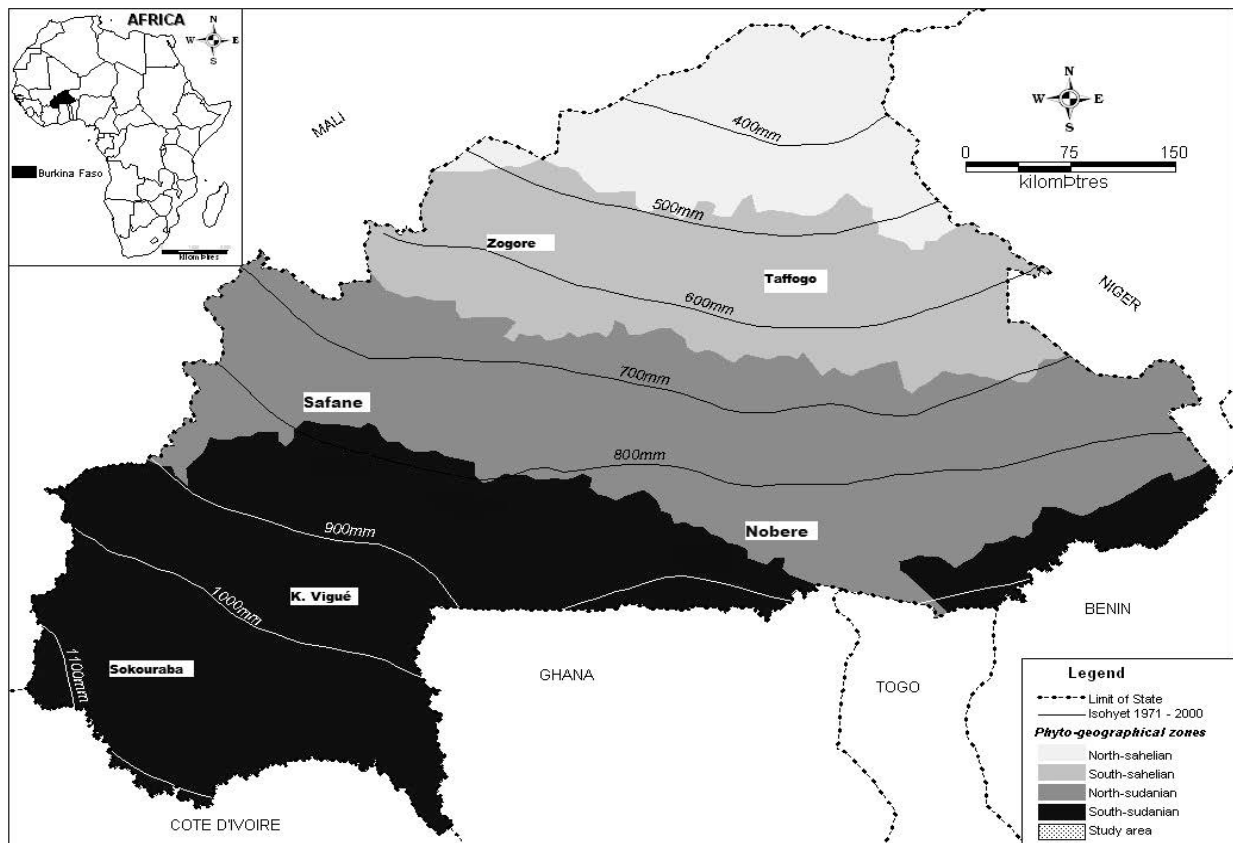 AFRICA
N
W E
S
Burkina Faso
kilomÞtres
MALI
N
W E
S
0 75 150
kilomÞtres
400mm
500mm
Zogore
Taffogo
600mm
NIGER
700mm
Safane
800mm
Nobere
900mm
K. Vigué
1000mm
Sokouraba
1100mm
BENIN
GHANA
TOGO
COTE D'IVOIRE
Legend
Limit of State
Isohyet 1971 - 2000
Phyto-geographical zones
North-sahelian
South-sahelian
North-sudanian
South-sudanian
Study area